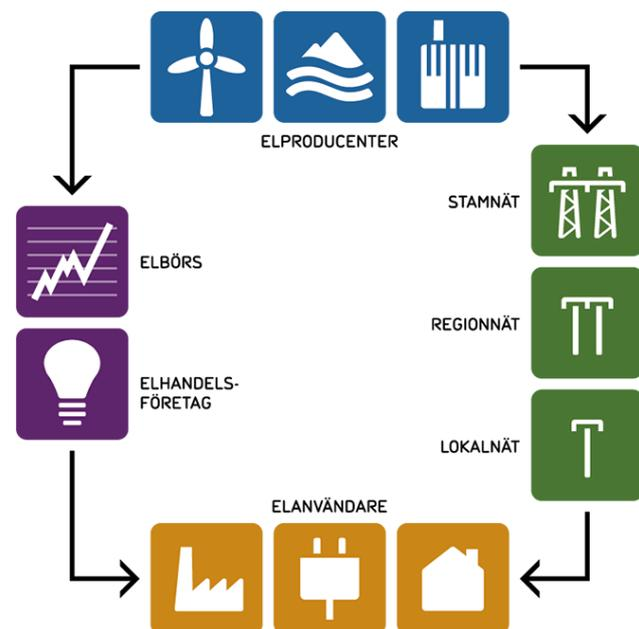 ELPRODUCENTER
STAMNÄT
ELBÖRS
REGIONNÄT
ELHANDELS-
FÖRETAG
LOKALNÄT
ELANVÄNDARE